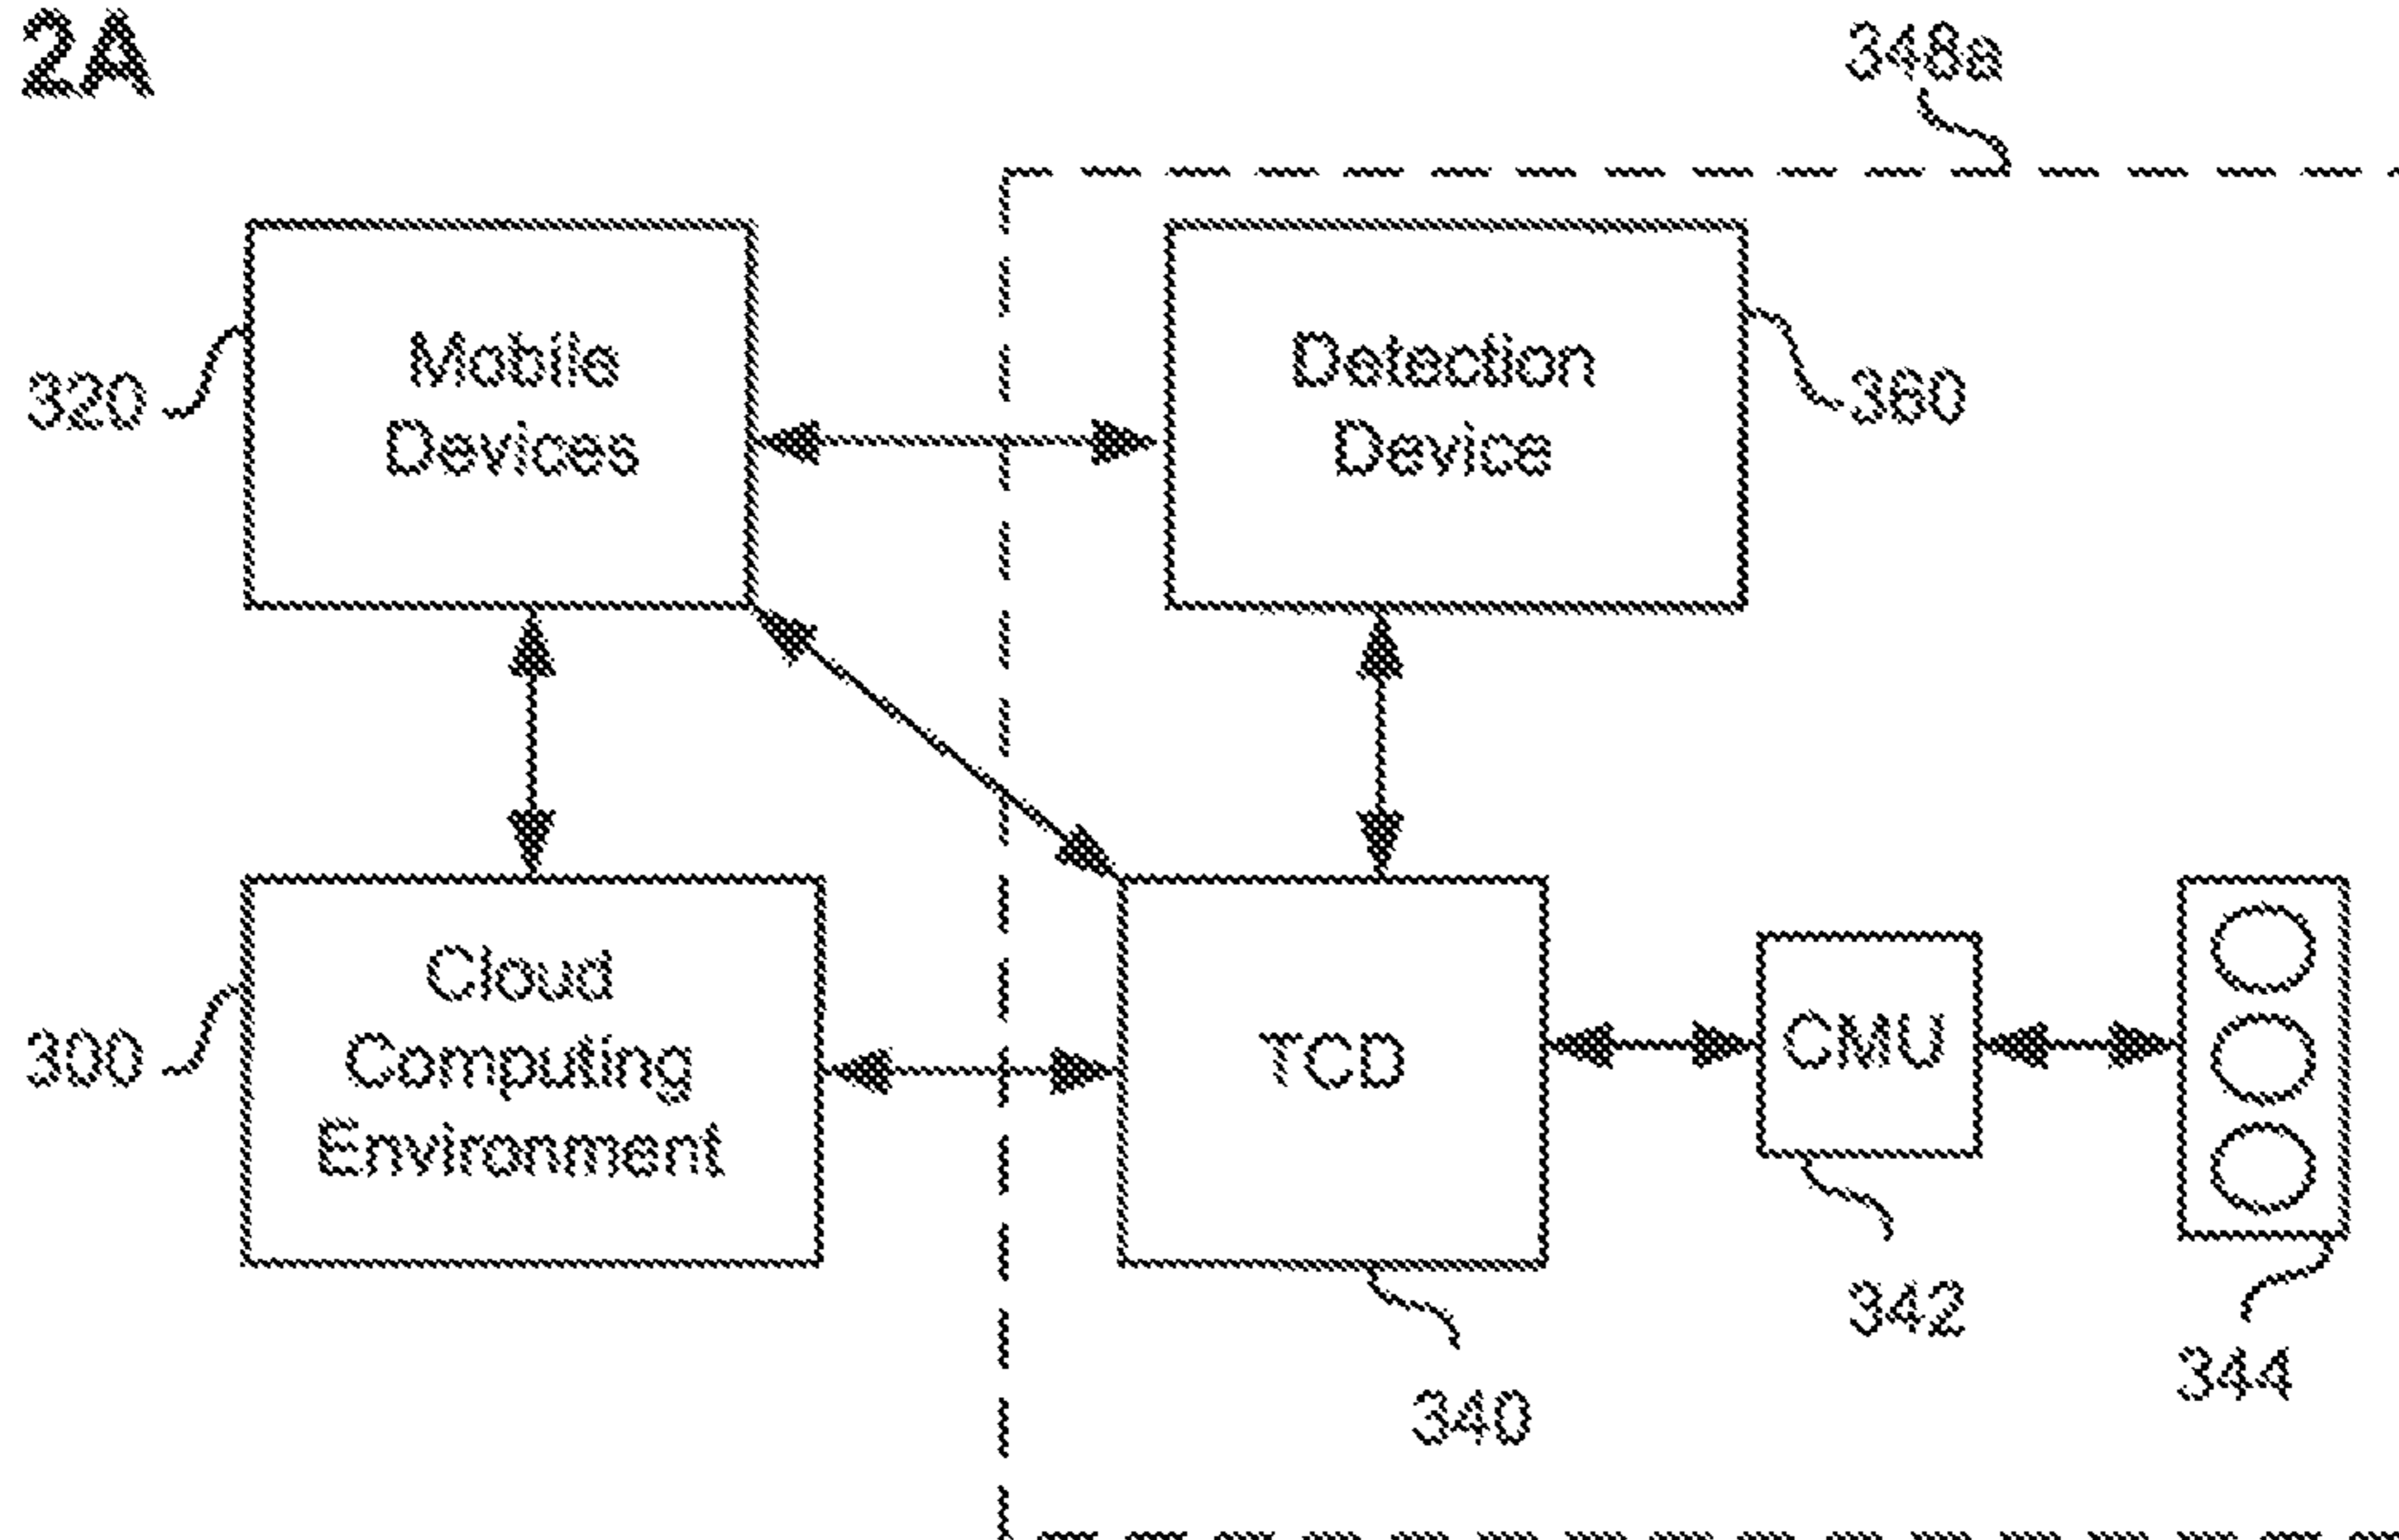 2A
348a
320
Mobile
Devices
Detection
Device
360
300
Cloud
Computing
Environment
TCD
CMU
342
344
340